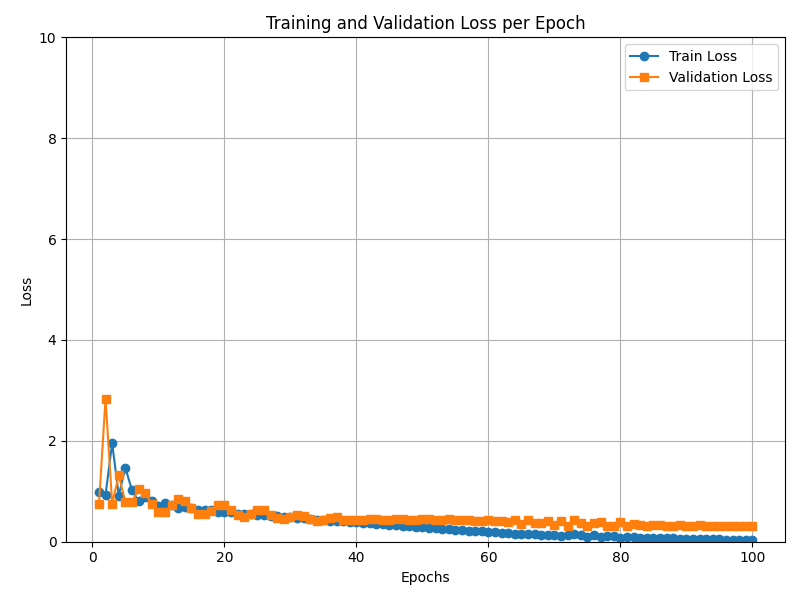 Training and Validation Loss per Epoch
10
8
6
4
2
0
Loss
Train Loss
Validation Loss
0 20 40 60 80 100
Epochs